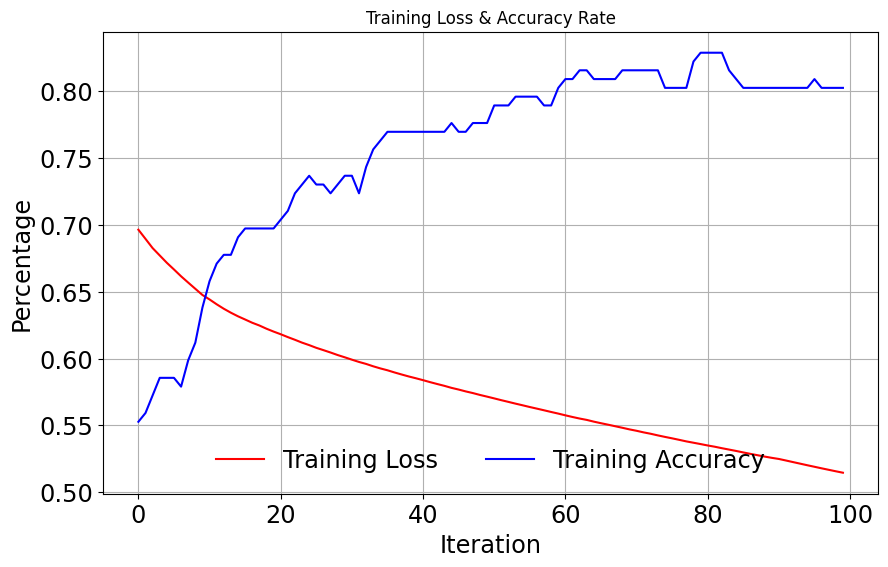 Training Loss & Accuracy Rate
Percentage
0.80
0.75
0.70
0.65
0.60
0.55
0.50
Training Loss Training Accuracy
0 20 40 60 80 100
Iteration